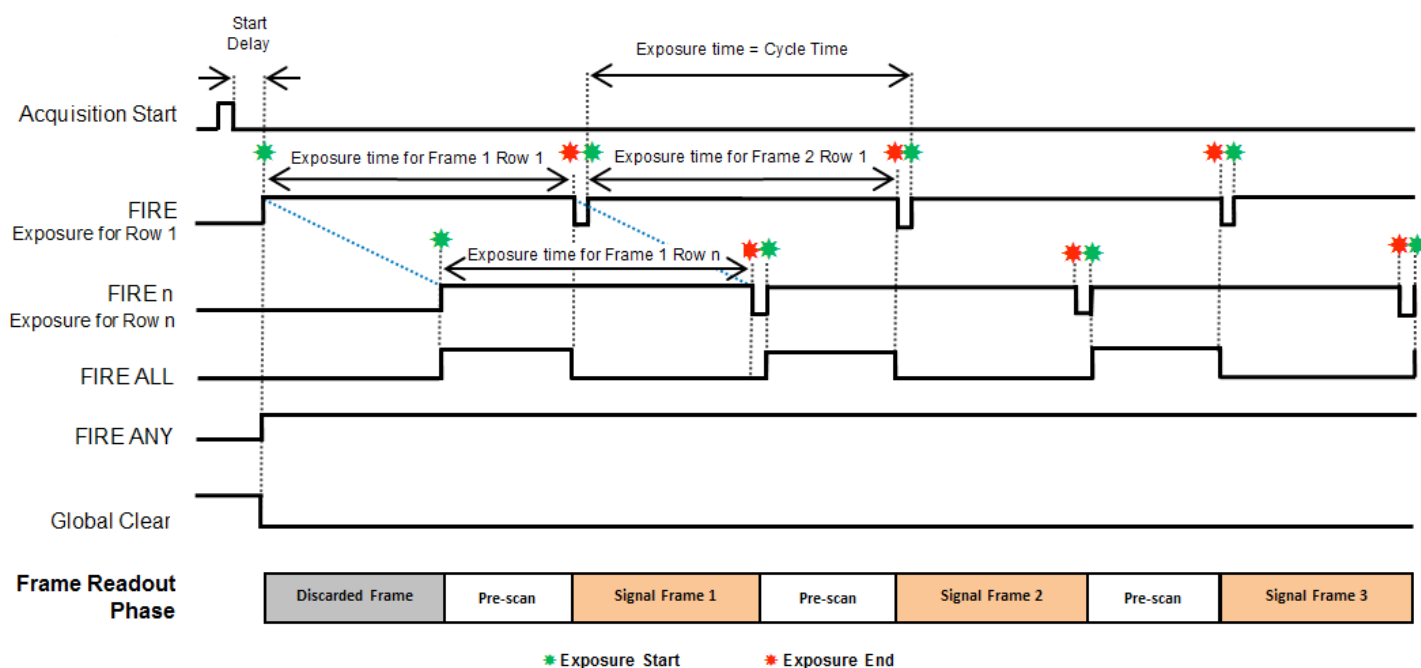 Start
Delay
Exposure time = Cycle Time
Acquisition Start
Exposure time for Frame 1 Row 1
Exposure time for Frame 2 Row 1
FIRE
Exposure for Row 1
Exposure time for Frame 1 Row n
FIRE n
Exposure for Row n
FIRE ALL
FIRE ANY
Global Clear
Frame Readout
Phase
Discarded Frame
Pre-scan
Signal Frame 1
Pre-scan
Signal Frame 2
Pre-scan
Signal Frame 3
Exposure Start
Exposure End